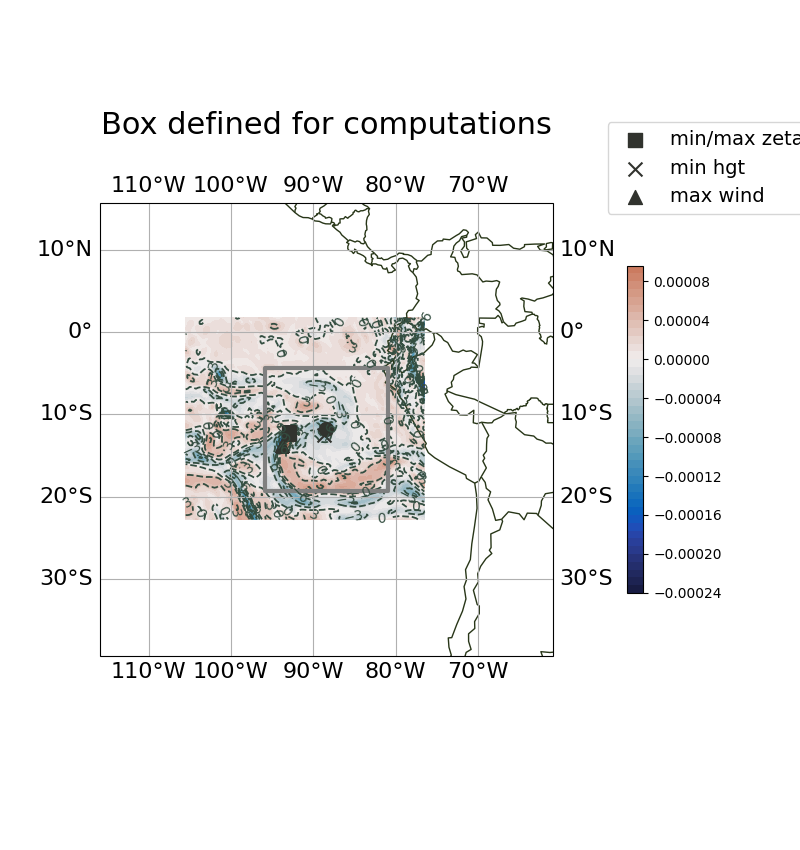 Box defined for computations
min/max zeta
min hgt
max wind
110°W 100°W 90°W 80°W 70°W
10°N 10°N
0° 0°
10°S 10°S
20°S 20°S
30°S 30°S
110°W 100°W 90°W 80°W 70°W
0.00008
0.00004
0.00000
−0.00004
−0.00008
−0.00012
−0.00016
−0.00020
−0.00024